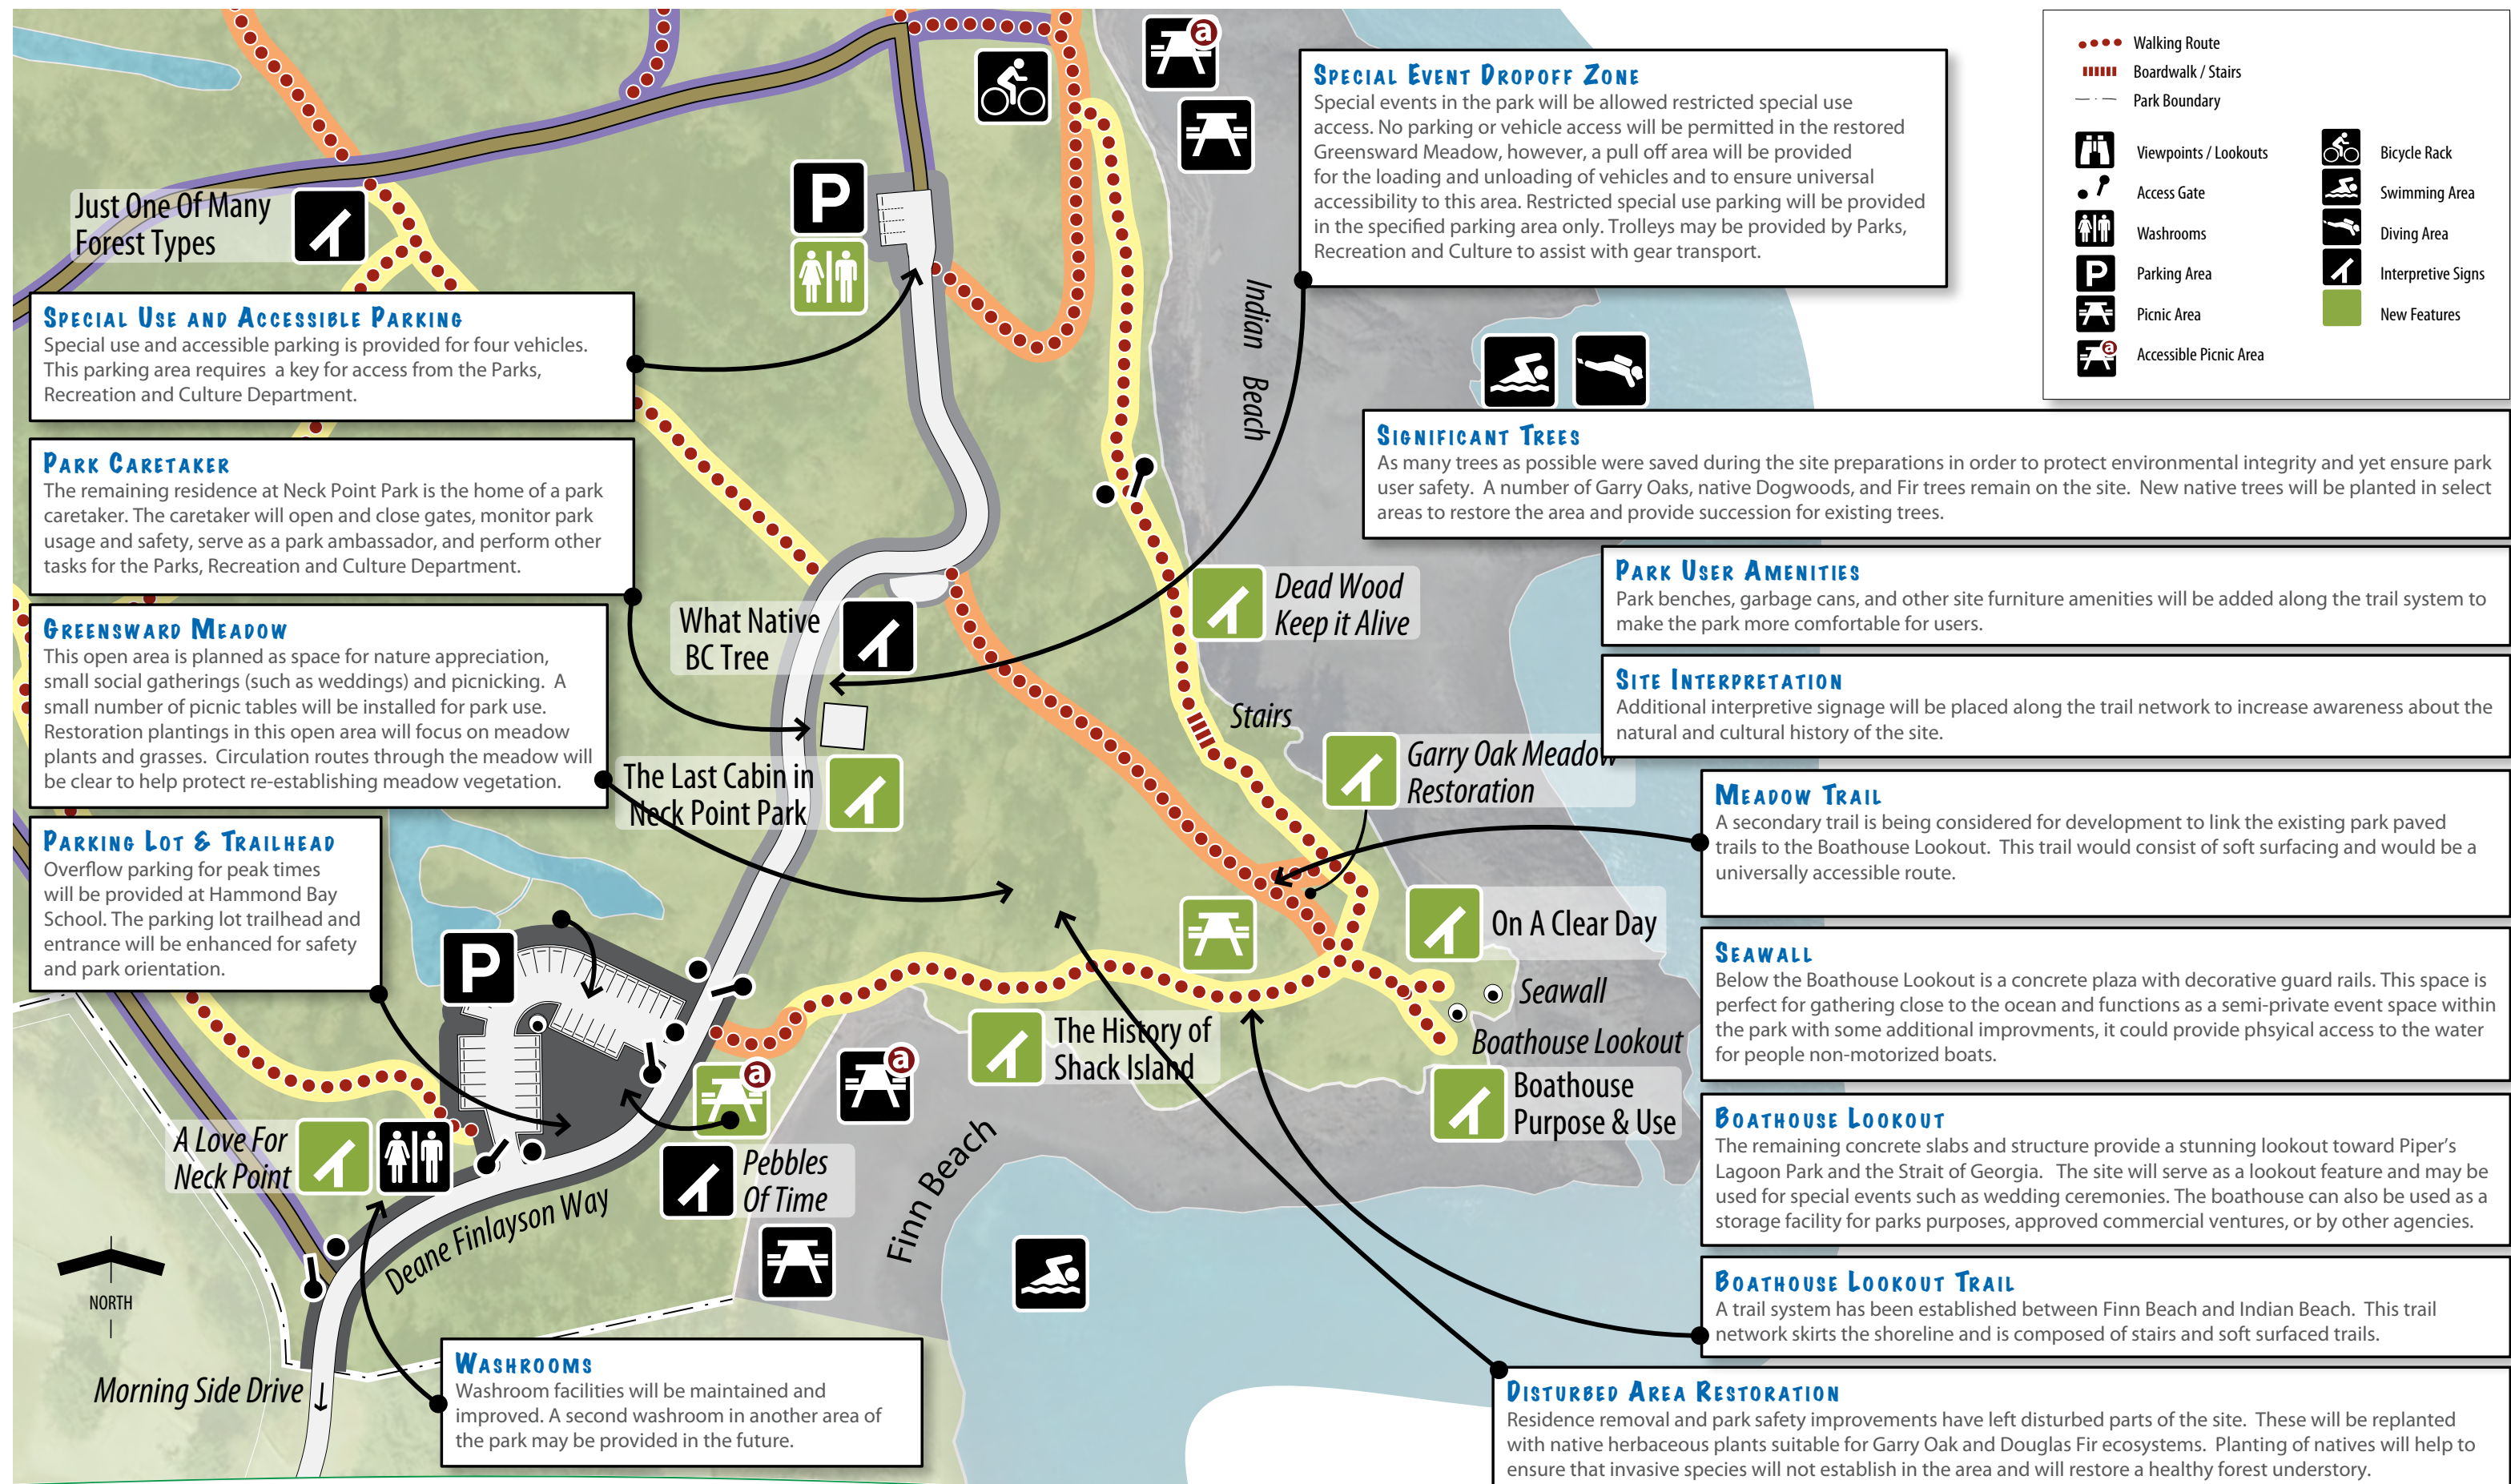 SPECIAL EVENT DROPOFF ZONE
Special events in the park will be allowed restricted special use
access. No parking or vehicle access will be permitted in the restored
Greensward Meadow, however, a pull off area will be provided
for the loading and unloading of vehicles and to ensure universal
accessibility to this area. Restricted special use parking will be provided
in the specified parking area only. Trolleys may be provided by Parks,
Recreation and Culture to assist with gear transport.
Walking Route
Boardwalk / Stairs
Park Boundary
Viewpoints / Lookouts
Access Gate
Washrooms
P
Parking Area
Picnic Area
a
Accessible Picnic Area
Bicycle Rack
Swimming Area
Diving Area
Interpretive Signs
New Features
a
P
Just One Of Many
Forest Types
Indian Beach
SPECIAL USE AND ACCESSIBLE PARKING
Special use and accessible parking is provided for four vehicles.
This parking area requires a key for access from the Parks,
Recreation and Culture Department.
SIGNIFICANT TREES
As many trees as possible were saved during the site preparations in order to protect environmental integrity and yet ensure park
user safety. A number of Garry Oaks, native Dogwoods, and Fir trees remain on the site. New native trees will be planted in select
areas to restore the area and provide succession for existing trees.
PARK CARETAKER
The remaining residence at Neck Point Park is the home of a park
caretaker. The caretaker will open and close gates, monitor park
usage and safety, serve as a park ambassador, and perform other
tasks for the Parks, Recreation and Culture Department.
PARK USER AMENITIES
Park benches, garbage cans, and other site furniture amenities will be added along the trail system to
make the park more comfortable for users.
Dead Wood
Keep it Alive
What Native
BC Tree
GREENSWARD MEADOW
This open area is planned as space for nature appreciation,
small social gatherings (such as weddings) and picnicking. A
small number of picnic tables will be installed for park use.
Restoration plantings in this open area will focus on meadow
plants and grasses. Circulation routes through the meadow will
be clear to help protect re-establishing meadow vegetation.
SITE INTERPRETATION
Additional interpretive signage will be placed along the trail network to increase awareness about the
natural and cultural history of the site.
Stairs
Garry Oak Meadow
Restoration
The Last Cabin in
Neck Point Park
MEADOW TRAIL
A secondary trail is being considered for development to link the existing park paved
trails to the Boathouse Lookout. This trail would consist of soft surfacing and would be a
universally accessible route.
PARKING LOT & TRAILHEAD
Overflow parking for peak times
will be provided at Hammond Bay
School. The parking lot trailhead and
entrance will be enhanced for safety
and park orientation.
P
On A Clear Day
SEAWALL
Below the Boathouse Lookout is a concrete plaza with decorative guard rails. This space is
perfect for gathering close to the ocean and functions as a semi-private event space within
the park with some additional improvments, it could provide phsyical access to the water
for people non-motorized boats.
Seawall
Boathouse Lookout
The History of
Shack Island
a
a
Boathouse
Purpose & Use
BOATHOUSE LOOKOUT
The remaining concrete slabs and structure provide a stunning lookout toward Piper's
Lagoon Park and the Strait of Georgia. The site will serve as a lookout feature and may be
used for special events such as wedding ceremonies. The boathouse can also be used as a
storage facility for parks purposes, approved commercial ventures, or by other agencies.
A Love For
Neck Point
Pebbles
Of Time
Finn Beach
Deane Finlayson Way
NORTH
BOATHOUSE LOOKOUT TRAIL
A trail system has been established between Finn Beach and Indian Beach. This trail
network skirts the shoreline and is composed of stairs and soft surfaced trails.
Morning Side Drive
WASHROOMS
Washroom facilities will be maintained and
improved. A second washroom in another area of
the park may be provided in the future.
DISTURBED AREA RESTORATION
Residence removal and park safety improvements have left disturbed parts of the site. These will be replanted
with native herbaceous plants suitable for Garry Oak and Douglas Fir ecosystems. Planting of natives will help to
ensure that invasive species will not establish in the area and will restore a healthy forest understory.